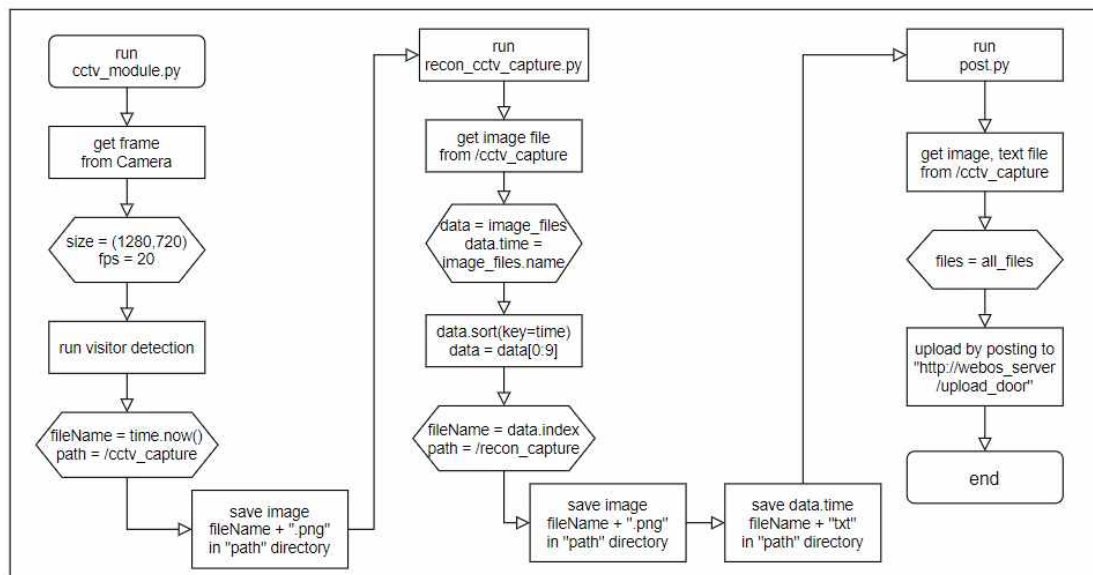 run
cctv_module.py
get frame
from Camera
size = (1280,720)
fps = 20
run visitor detection
fileName = time.now()
path = /cctv_capture
save image
fileName + ".png"
in "path" directory
run
recon_cctv_capture.py
get image file
from /cctv_capture
data = image_files
data.time =
image_files.name
data.sort(key=time)
data = data[0:9]
fileName = data.index
path = /recon_capture
save image
fileName + ".png"
in "path" directory
save data.time
fileName + "txt"
in "path" directory
run
post.py
get image, text file
from /cctv_capture
files = all_files
upload by posting to
"http://webos_server
/upload_door"
end